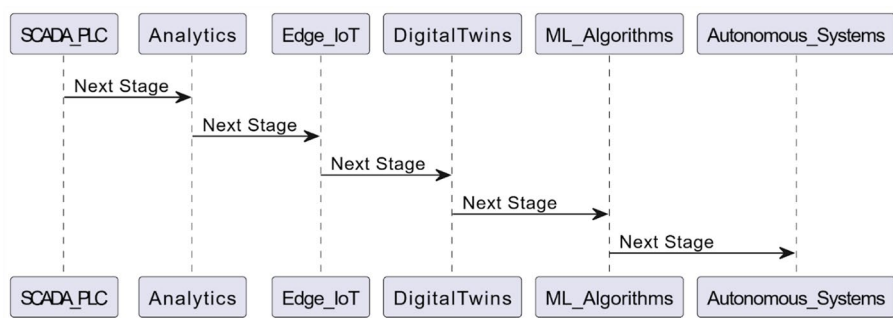 SCADA_PLC Analytics Edge_IoT DigitalTwins ML_Algorithms Autonomous_Systems
Next Stage
Next Stage
Next Stage
Next Stage
Next Stage
SCADA_PLC Analytics Edge_IoT DigitalTwins ML_Algorithms Autonomous_Systems